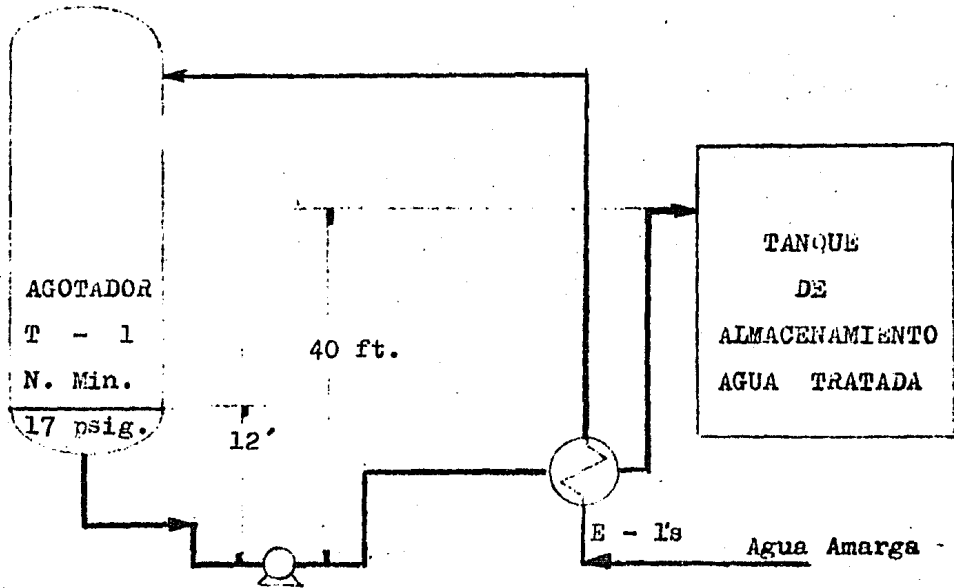 AGOTADOR
T - 1
N. Min.
17 psig.
12'
40 ft.
TANQUE
DE
ALMACENAMIENTO
AGUA TRATADA
E - 1's
Agua Amarga